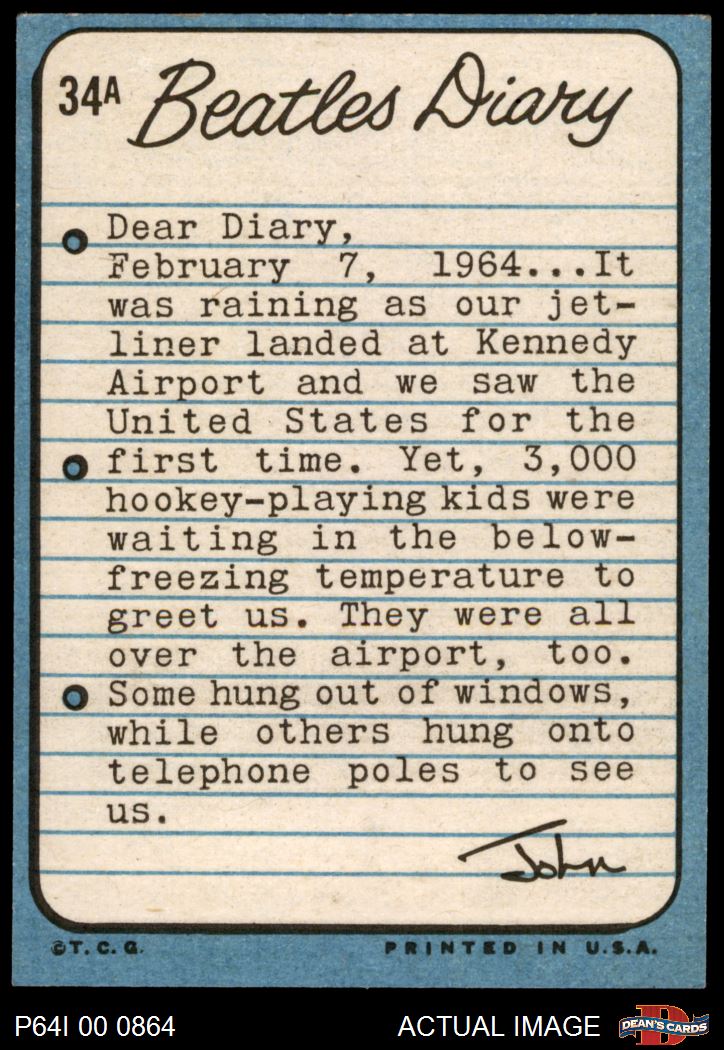 34A Beatles Diary
Dear Diary,
February 7, 1964...It
was raining as our jet-
liner landed at Kennedy
Airport and we saw the
United States for the
first time. Yet, 3,000
hookey-playing kids were
waiting in the below-
freezing temperature to
greet us. They were all
over the airport, too.
Some hung out of windows,
while others hung onto
telephone poles to see
us.
John
©T.C.G. PRINTED IN U.S.A.
P64I 00 0864 ACTUAL IMAGE D DEAN'S CARDS